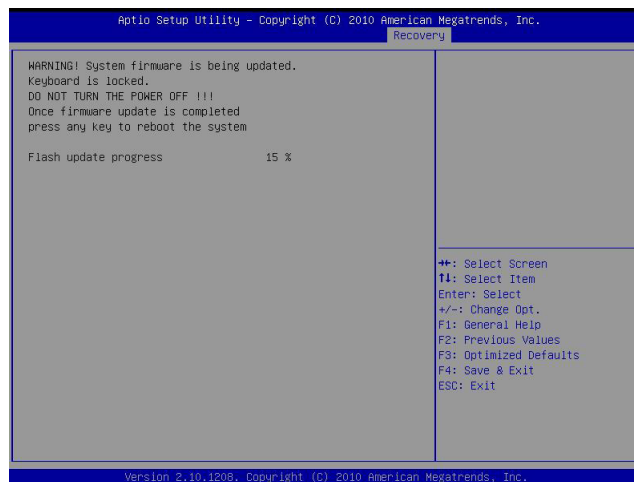 Aptio Setup Utility – Copyright (C) 2010 American Megatrends, Inc.
Recovery
WARNING! System firmware is being updated.
Keyboard is locked.
DO NOT TURN THE POWER OFF !!!
Once firmware update is completed
press any key to reboot the system
Flash update progress 15 %
→←: Select Screen
↑↓: Select Item
Enter: Select
+/-: Change Opt.
F1: General Help
F2: Previous Values
F3: Optimized Defaults
F4: Save & Exit
ESC: Exit
Version 2.10.1208. Copyright (C) 2010 American Megatrends, Inc.